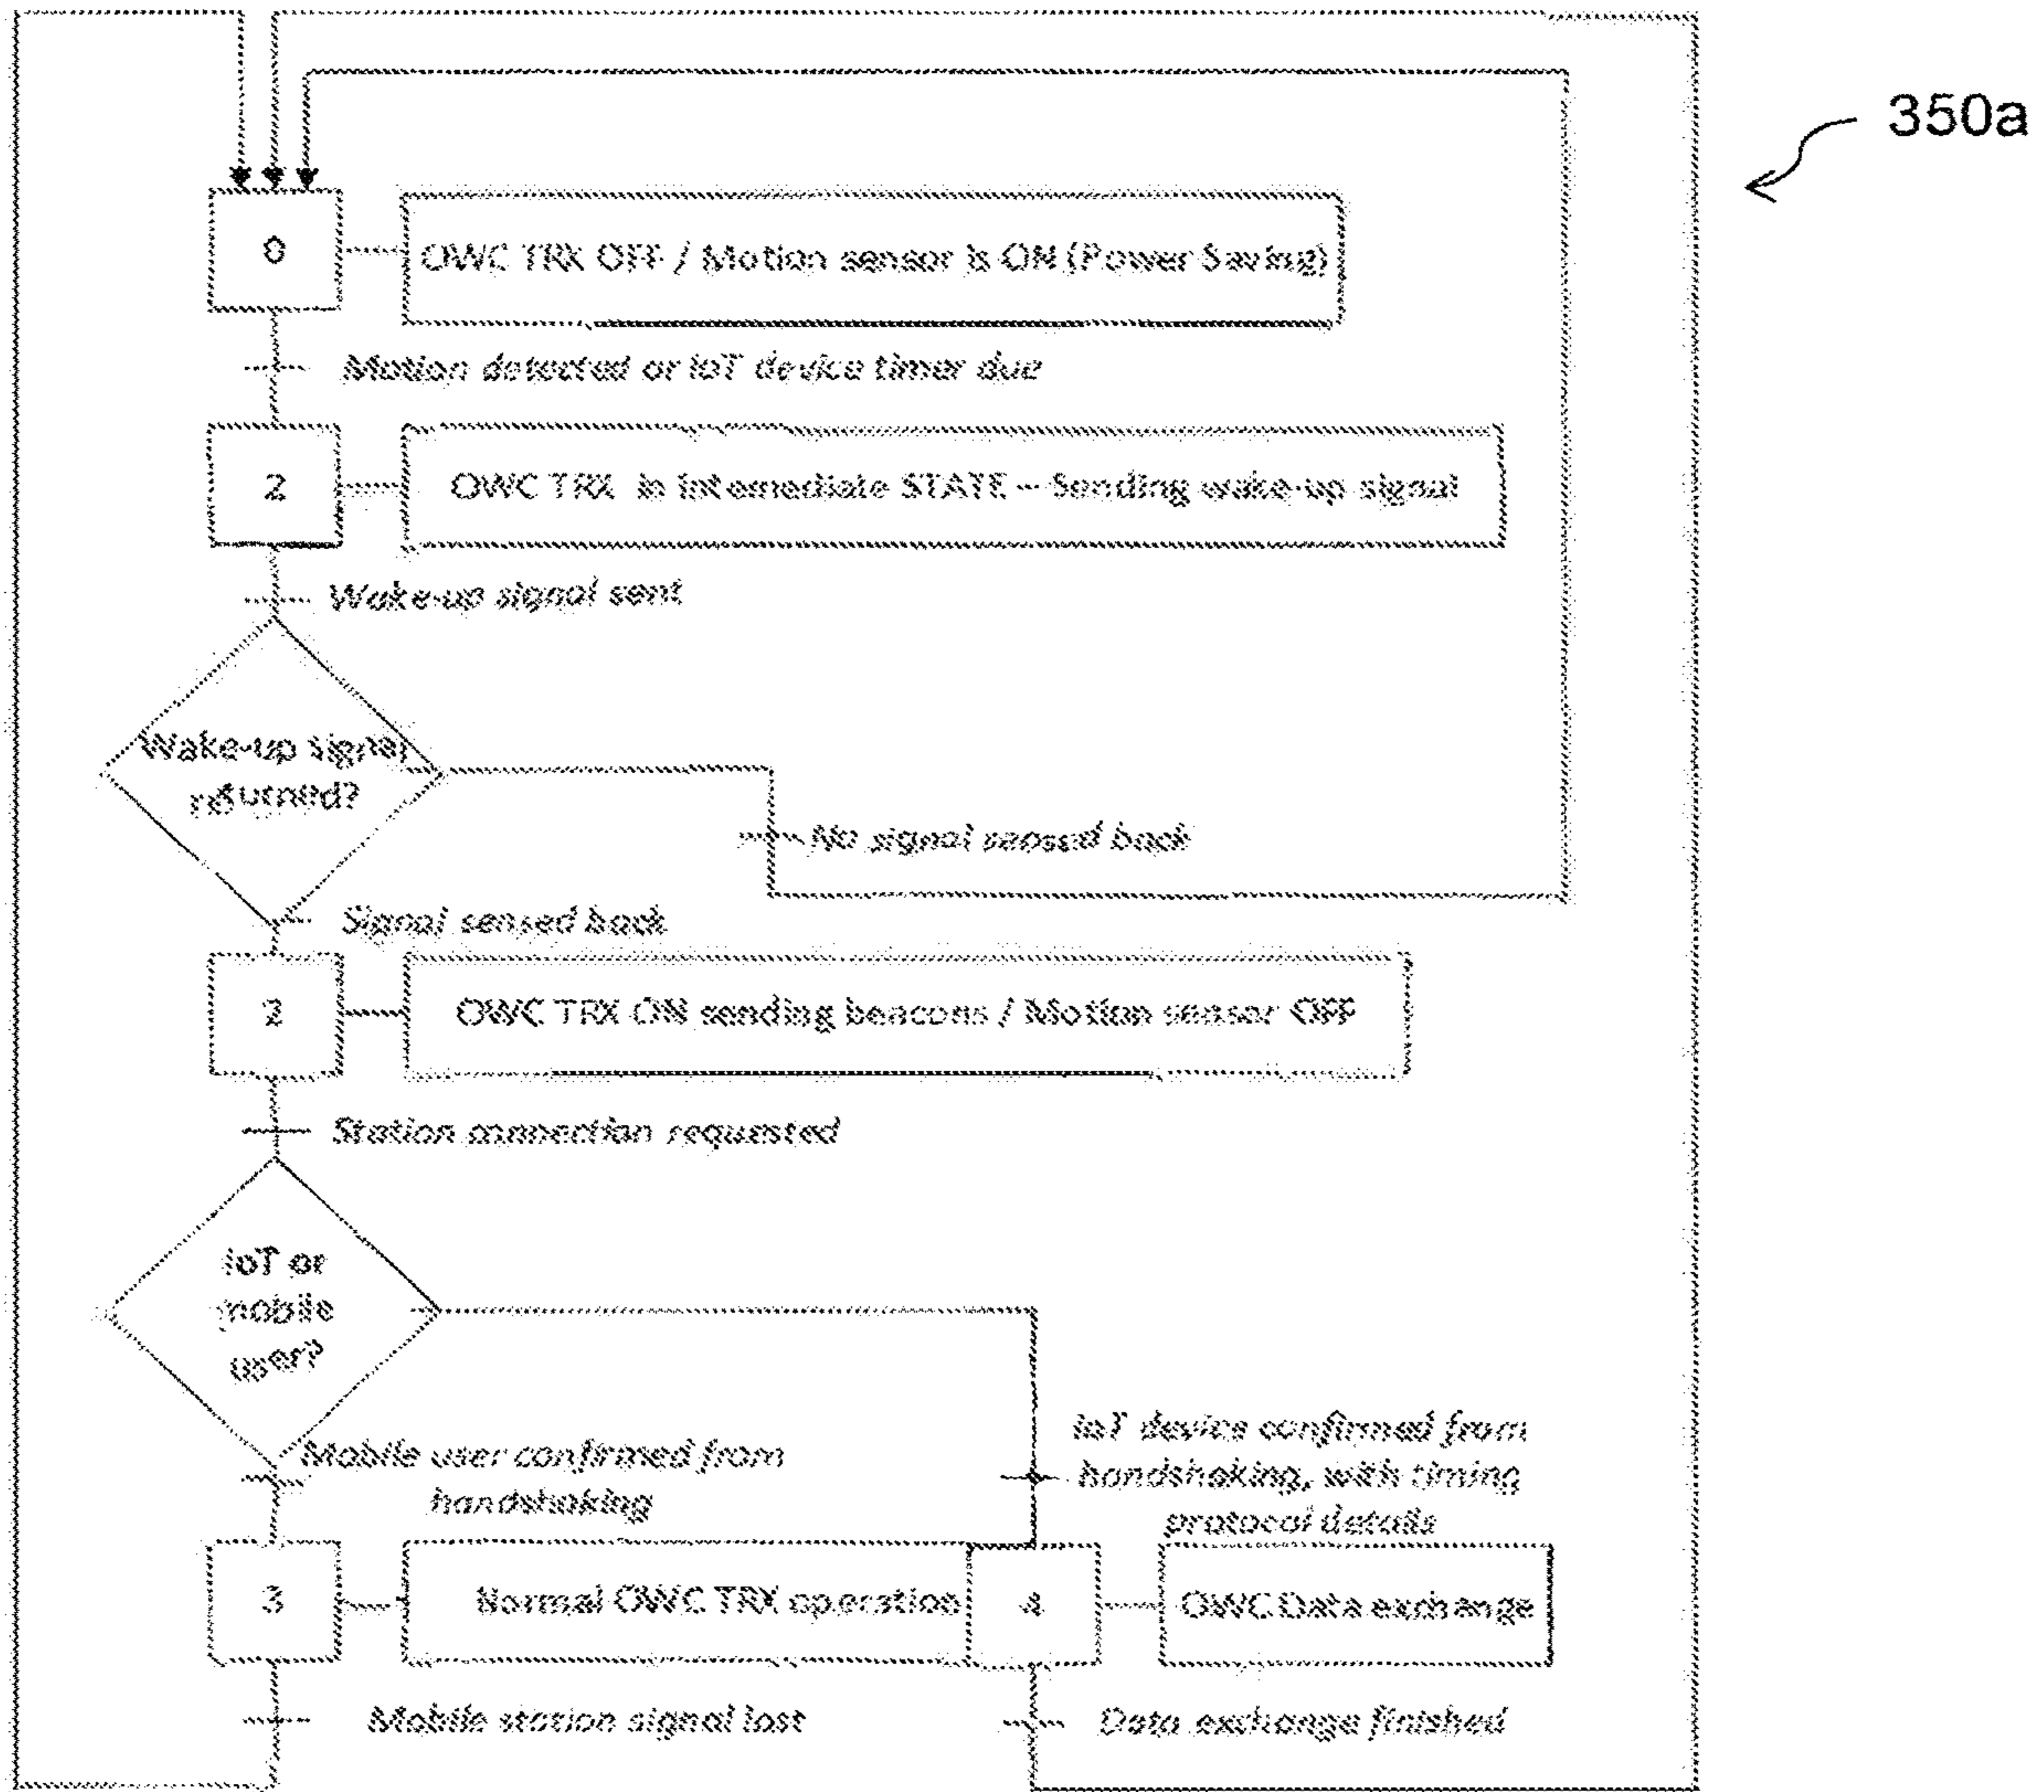 350a
0
OWC TRX OFF / Motion sensor is ON (Power Saving)
Motion detected or IoT device timer due
2
OWC TRX in Intemediate STATE – Sending wake-up signal
Wake-up signal sent
Wake-up signal
returned?
No signal sensed back
Signal sensed back
2
OWC TRX ON sending beacons / Motion sensor OFF
Station connection requested
IoT or
mobile
user?
Mobile user confirmed from
handshaking
IoT device confirmed from
handshaking, with timing
protocol details
3
Normal OWC TRX operation
4
OWC Data exchange
Mobile station signal lost
Data exchange finished